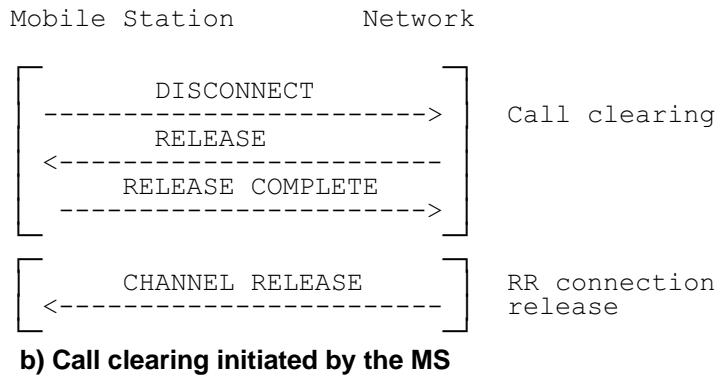 Mobile Station Network
DISCONNECT
------------------------> Call clearing
RELEASE
<------------------------
RELEASE COMPLETE
----------------------->
CHANNEL RELEASE RR connection
<------------------------ release
b) Call clearing initiated by the MS